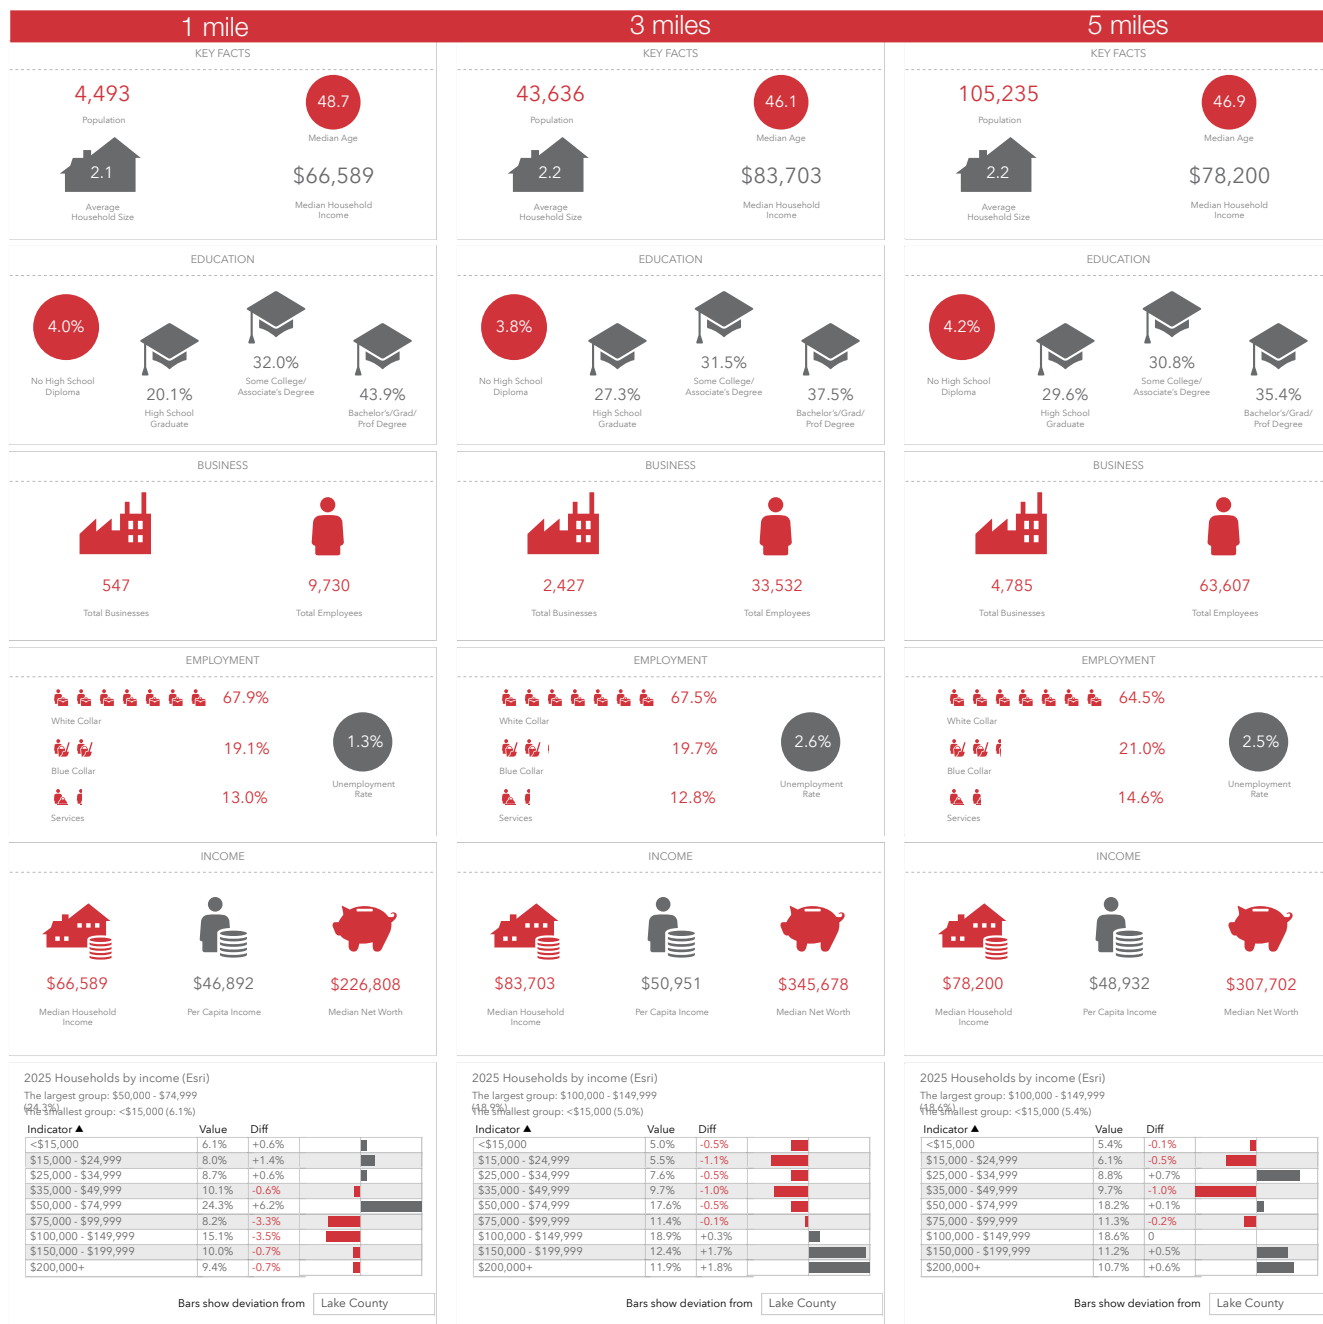 1 mile
KEY FACTS
4,493
Population
48.7
Median Age
2.1
Average
Household Size
$66,589
Median Household
Income
EDUCATION
4.0%
No High School
Diploma
20.1%
High School
Graduate
32.0%
Some College/
Associate's Degree
43.9%
Bachelor's/Grad/
Prof Degree
BUSINESS
547
Total Businesses
9,730
Total Employees
EMPLOYMENT
67.9%
White Collar
19.1%
Blue Collar
13.0%
Services
1.3%
Unemployment
Rate
INCOME
$66,589
Median Household
Income
$46,892
Per Capita Income
$226,808
Median Net Worth
2025 Households by income (Esri)
The largest group: $50,000 - $74,999
(24.3%)
The smallest group: <$15,000 (6.1%)
Indicator ▲ Value Diff
<$15,000 6.1% +0.6%
$15,000 - $24,999 8.0% +1.4%
$25,000 - $34,999 8.7% +0.6%
$35,000 - $49,999 10.1% -0.6%
$50,000 - $74,999 24.3% +6.2%
$75,000 - $99,999 8.2% -3.3%
$100,000 - $149,999 15.1% -3.5%
$150,000 - $199,999 10.0% -0.7%
$200,000+ 9.4% -0.7%
Bars show deviation from Lake County
3 miles
KEY FACTS
43,636
Population
46.1
Median Age
2.2
Average
Household Size
$83,703
Median Household
Income
EDUCATION
3.8%
No High School
Diploma
27.3%
High School
Graduate
31.5%
Some College/
Associate's Degree
37.5%
Bachelor's/Grad/
Prof Degree
BUSINESS
2,427
Total Businesses
33,532
Total Employees
EMPLOYMENT
67.5%
White Collar
19.7%
Blue Collar
12.8%
Services
2.6%
Unemployment
Rate
INCOME
$83,703
Median Household
Income
$50,951
Per Capita Income
$345,678
Median Net Worth
2025 Households by income (Esri)
The largest group: $100,000 - $149,999
(18.9%)
The smallest group: <$15,000 (5.0%)
Indicator ▲ Value Diff
<$15,000 5.0% -0.5%
$15,000 - $24,999 5.5% -1.1%
$25,000 - $34,999 7.6% -0.5%
$35,000 - $49,999 9.7% -1.0%
$50,000 - $74,999 17.6% -0.5%
$75,000 - $99,999 11.4% -0.1%
$100,000 - $149,999 18.9% +0.3%
$150,000 - $199,999 12.4% +1.7%
$200,000+ 11.9% +1.8%
Bars show deviation from Lake County
5 miles
KEY FACTS
105,235
Population
46.9
Median Age
2.2
Average
Household Size
$78,200
Median Household
Income
EDUCATION
4.2%
No High School
Diploma
29.6%
High School
Graduate
30.8%
Some College/
Associate's Degree
35.4%
Bachelor's/Grad/
Prof Degree
BUSINESS
4,785
Total Businesses
63,607
Total Employees
EMPLOYMENT
64.5%
White Collar
21.0%
Blue Collar
14.6%
Services
2.5%
Unemployment
Rate
INCOME
$78,200
Median Household
Income
$48,932
Per Capita Income
$307,702
Median Net Worth
2025 Households by income (Esri)
The largest group: $100,000 - $149,999
(18.6%)
The smallest group: <$15,000 (5.4%)
Indicator ▲ Value Diff
<$15,000 5.4% -0.1%
$15,000 - $24,999 6.1% -0.5%
$25,000 - $34,999 8.8% +0.7%
$35,000 - $49,999 9.7% -1.0%
$50,000 - $74,999 18.2% +0.1%
$75,000 - $99,999 11.3% -0.2%
$100,000 - $149,999 18.6% 0
$150,000 - $199,999 11.2% +0.5%
$200,000+ 10.7% +0.6%
Bars show deviation from Lake County